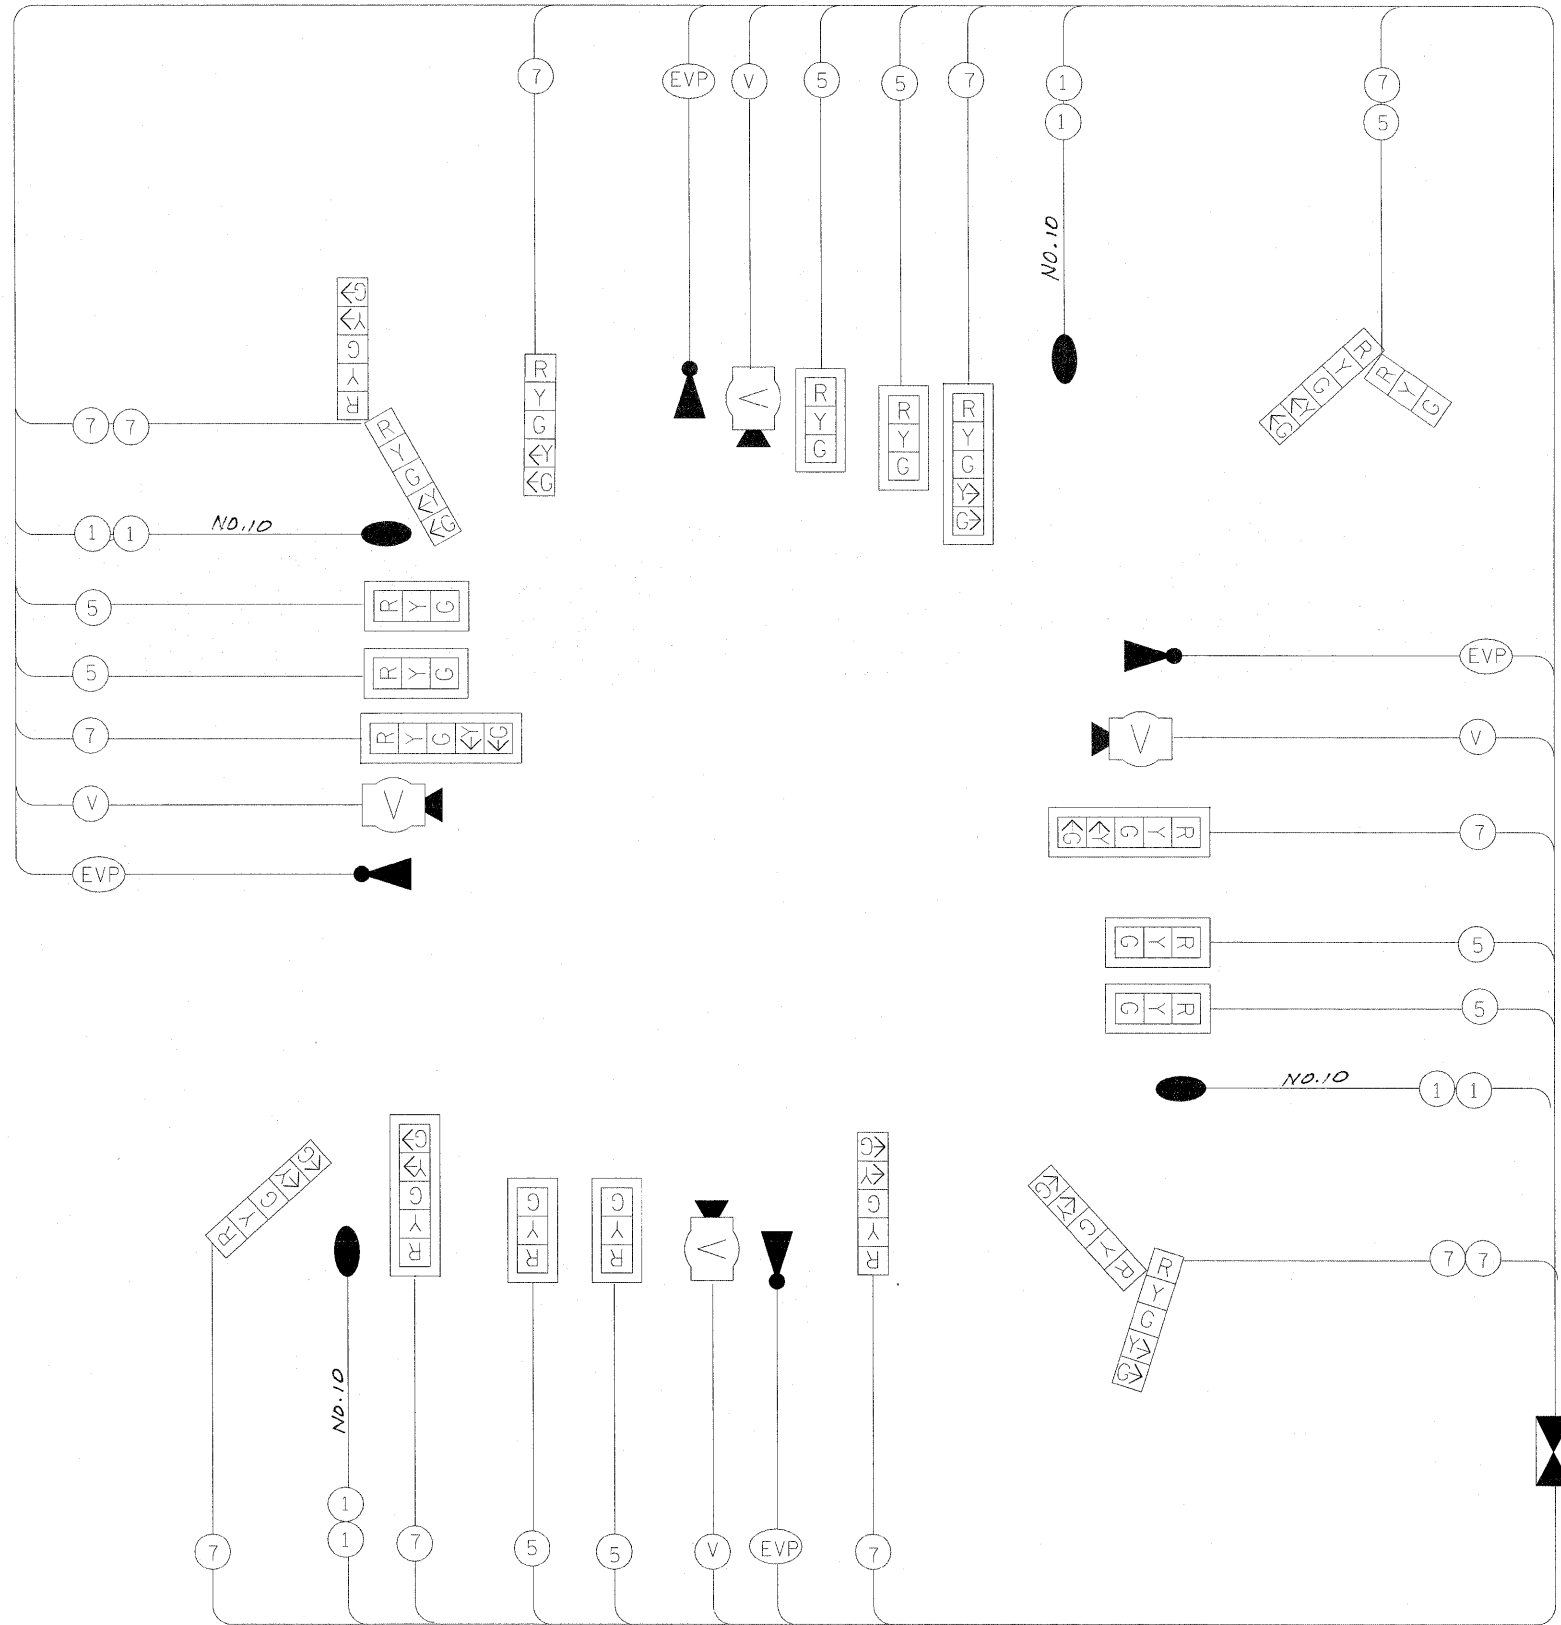 7 EVP V 5 5 7 1 7
1 5
NO.10
G Y G Y R
R Y G Y G
R Y G
R Y G
R Y G Y G
R Y G Y G
R Y G
7 7
R Y G Y G
1 1 NO.10
5 R Y G
5 R Y G
EVP
7 R Y G Y G
V V
V V
G Y G Y R 7
EVP
G Y R 5
G Y R 5
NO.10 1 1
R Y G Y G
G Y G Y R
G Y R
G Y R
V
G Y G Y R
G Y G Y R
R Y G Y G
7 7
NO.10
1
7 1 7 5 5 V EVP 7